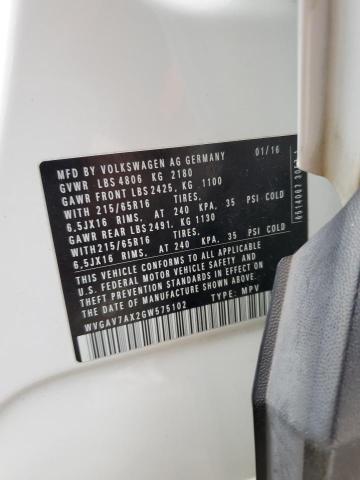 MFD BY VOLKSWAGEN AG GERMANY 01/16
GVWR LBS 4806 KG 2180
GAWR FRONT LBS 2425, KG 1100
WITH 215/65R16 TIRES,
6,5JX16 RIMS, AT 240 KPA, 35 PSI COLD
GAWR REAR LBS 2491, KG 1130
WITH 215/65R16 TIRES,
6,5JX16 RIMS, AT 240 KPA, 35 PSI COLD
THIS VEHICLE CONFORMS TO ALL APPLICABLE
U.S. FEDERAL MOTOR VEHICLE SAFETY AND
THEFT PREVENTION STANDARDS IN EFFECT
ON THE DATE OF MANUFACTURE SHOWN ABOVE
WVGAV7AX2GW575102 TYPE: MPV
6514067